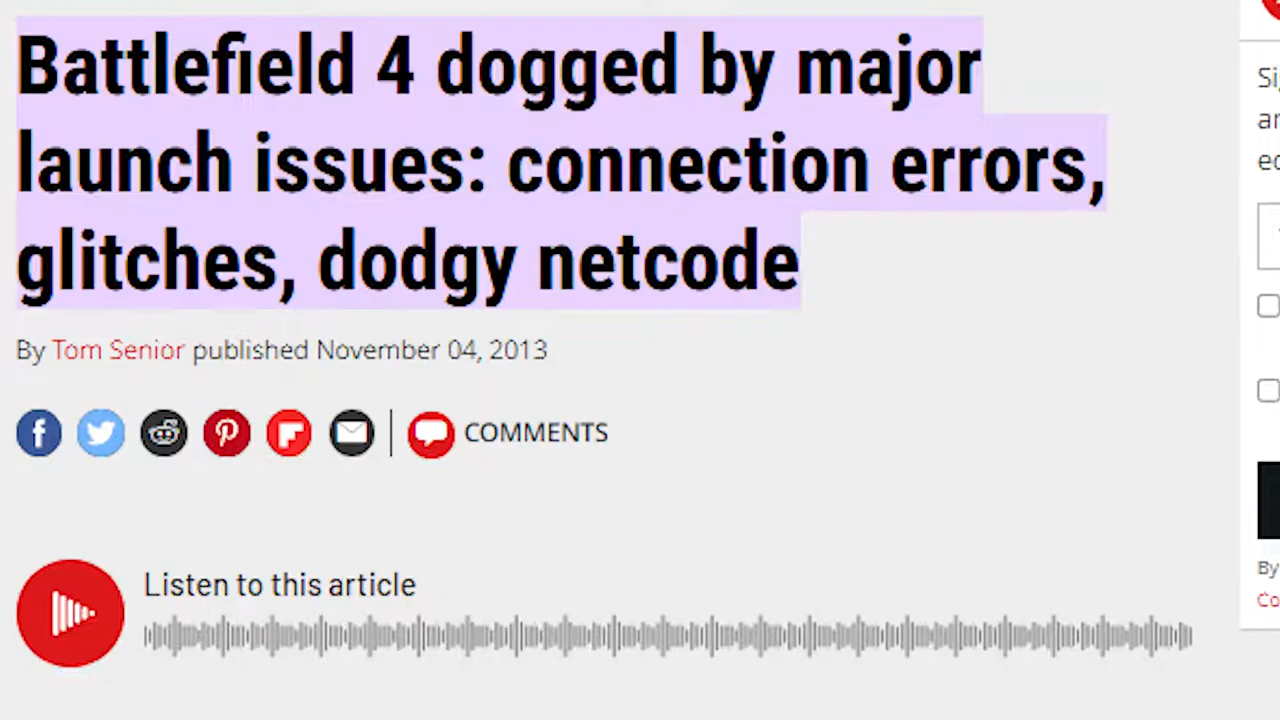 Battlefield 4 dogged by major
launch issues: connection errors,
glitches, dodgy netcode
By Tom Senior published November 04, 2013
COMMENTS
Listen to this article
By